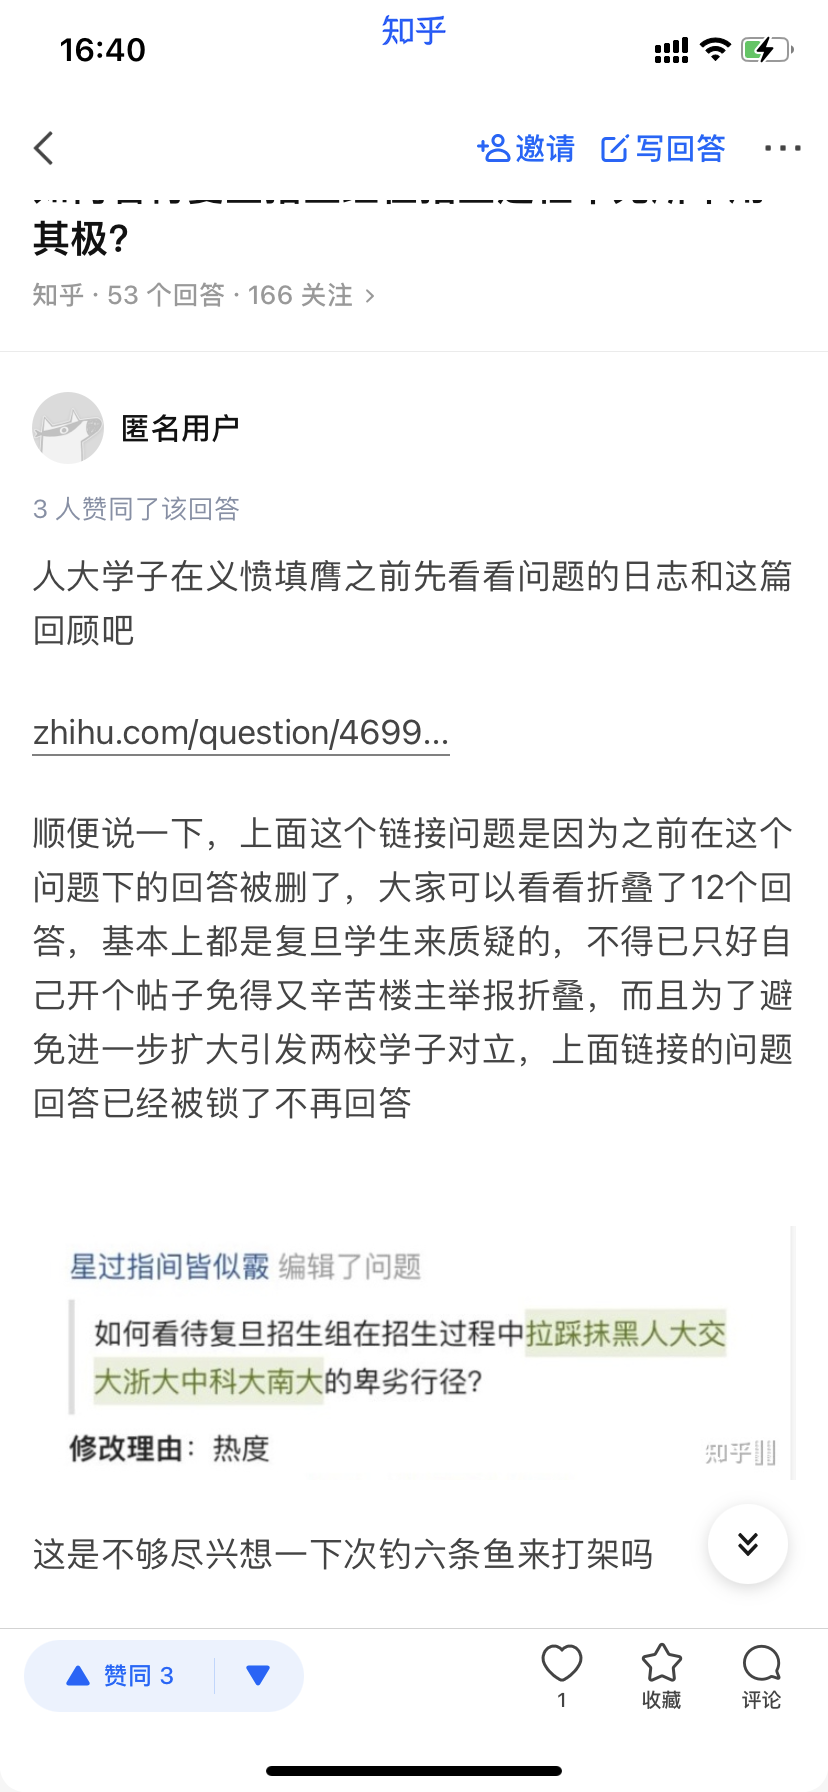 16:40
知乎
邀请
写回答
其极?
知乎 · 53 个回答 · 166 关注
匿名用户
3 人赞同了该回答
人大学子在义愤填膺之前先看看问题的日志和这篇
回顾吧
zhihu.com/question/4699...
顺便说一下，上面这个链接问题是因为之前在这个
问题下的回答被删了，大家可以看看折叠了12个回
答，基本上都是复旦学生来质疑的，不得已只好自
己开个帖子免得又辛苦楼主举报折叠，而且为了避
免进一步扩大引发两校学子对立，上面链接的问题
回答已经被锁了不再回答
星过指间皆似霰 编辑了问题
如何看待复旦招生组在招生过程中拉踩抹黑人大交
大浙大中科大南大的卑劣行径?
修改理由：热度
知乎
这是不够尽兴想一下次钓六条鱼来打架吗
赞同 3
1
收藏
评论